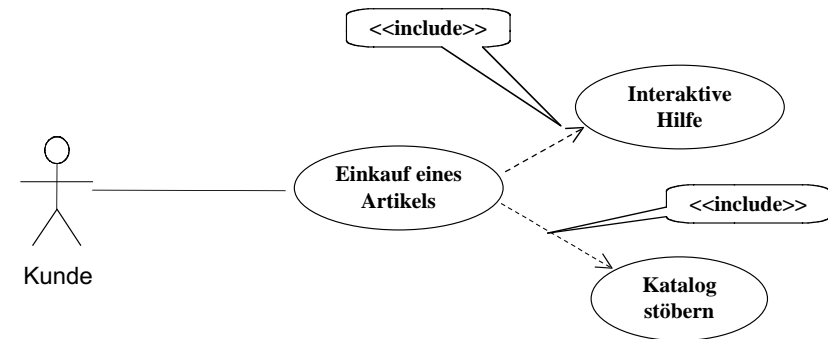 <<include>>
Interaktive
Hilfe
Einkauf eines
Artikels
<<include>>
Kunde
Katalog
stöbern